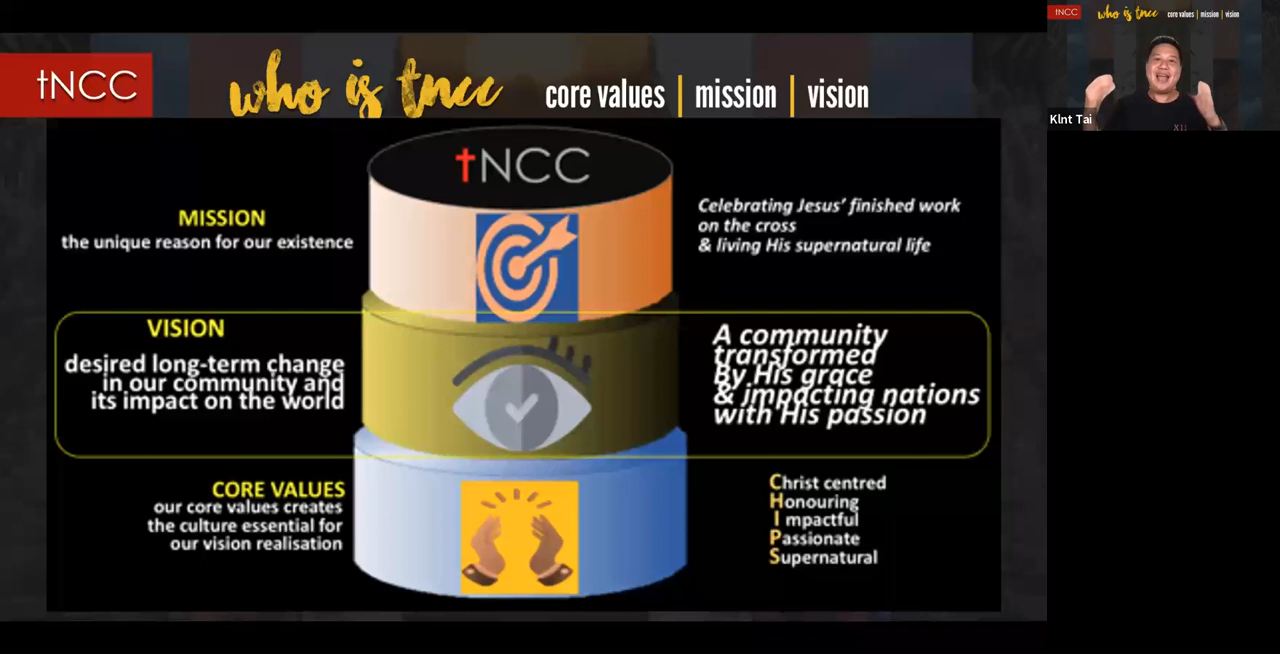 tNCC
who is tncc core values | mission | vision
tNCC
MISSION
the unique reason for our existence
Celebrating Jesus' finished work
on the cross
& living His supernatural life
VISION
desired long-term change
in our community and
its impact on the world
A community
transformed
By His grace
& impacting nations
with His passion
CORE VALUES
our core values creates
the culture essential for
our vision realisation
Christ centred
Honouring
Impactful
Passionate
Supernatural
tNCC
who is tncc core values | mission | vision
Klnt Tai